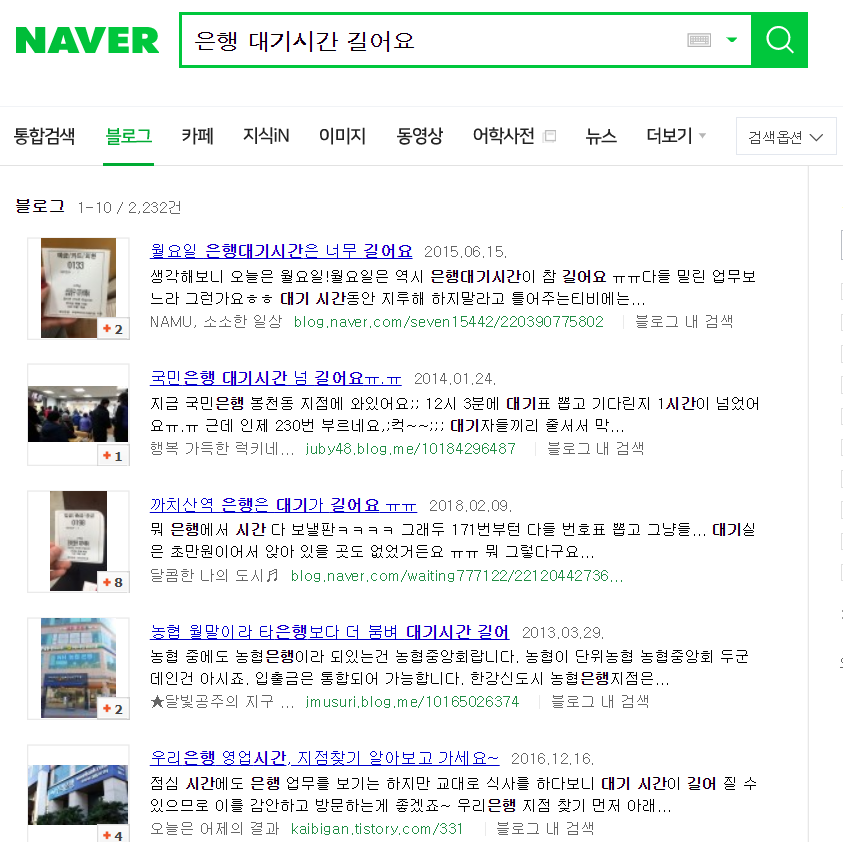 NAVER
은행 대기시간 길어요
통합검색 블로그 카페 지식iN 이미지 동영상 어학사전 뉴스 더보기 검색옵션
블로그 1-10 / 2,232건
월요일 은행대기시간은 너무 길어요 2015.06.15.
생각해보니 오늘은 월요일!월요일은 역시 은행대기시간이 참 길어요 ㅠㅠ다들 밀린 업무보
느라 그런가요ㅎㅎ 대기 시간동안 지루해 하지말라고 틀어주는티비에는...
NAMU, 소소한 일상 blog.naver.com/seven15442/220390775802 블로그 내 검색
+2
국민은행 대기시간 넘 길어요ㅠ.ㅠ 2014.01.24.
지금 국민은행 봉천동 지점에 와있어요;; 12시 3분에 대기표 뽑고 기다린지 1시간이 넘었어
요ㅠ.ㅠ 근데 인제 230번 부르네요,;컥~~;;; 대기자들끼리 줄서서 막...
행복 가득한 럭키네... juby48.blog.me/10184296487 블로그 내 검색
+1
까치산역 은행은 대기가 길어요 ㅠㅠ 2018.02.09.
뭐 은행에서 시간 다 보낼판ㅋㅋㅋㅋ 그래두 171번부턴 다들 번호표 뽑고 그냥들... 대기실
은 초만원이어서 앉아 있을 곳도 없었거든요 ㅠㅠ 뭐 그렇다구요...
달콤한 나의 도시♬ blog.naver.com/waiting777122/22120442736...
+8
농협 월말이라 타은행보다 더 붐벼 대기시간 길어 2013.03.29.
농협 중에도 농협은행이라 되있는건 농협중앙회랍니다. 농협이 단위농협 농협중앙회 두군
데인건 아시죠. 입출금은 통합되어 가능합니다. 한강신도시 농협은행지점은...
★달빛공주의 지구 ... jmusuri.blog.me/10165026374 블로그 내 검색
+2
우리은행 영업시간, 지점찾기 알아보고 가세요~ 2016.12.16.
점심 시간에도 은행 업무를 보기는 하지만 교대로 식사를 하다보니 대기 시간이 길어 질 수
있으므로 이를 감안하고 방문하는게 좋겠죠~ 우리은행 지점 찾기 먼저 아래...
오늘은 어제의 결과 kaibigan.tistory.com/331 블로그 내 검색
+4